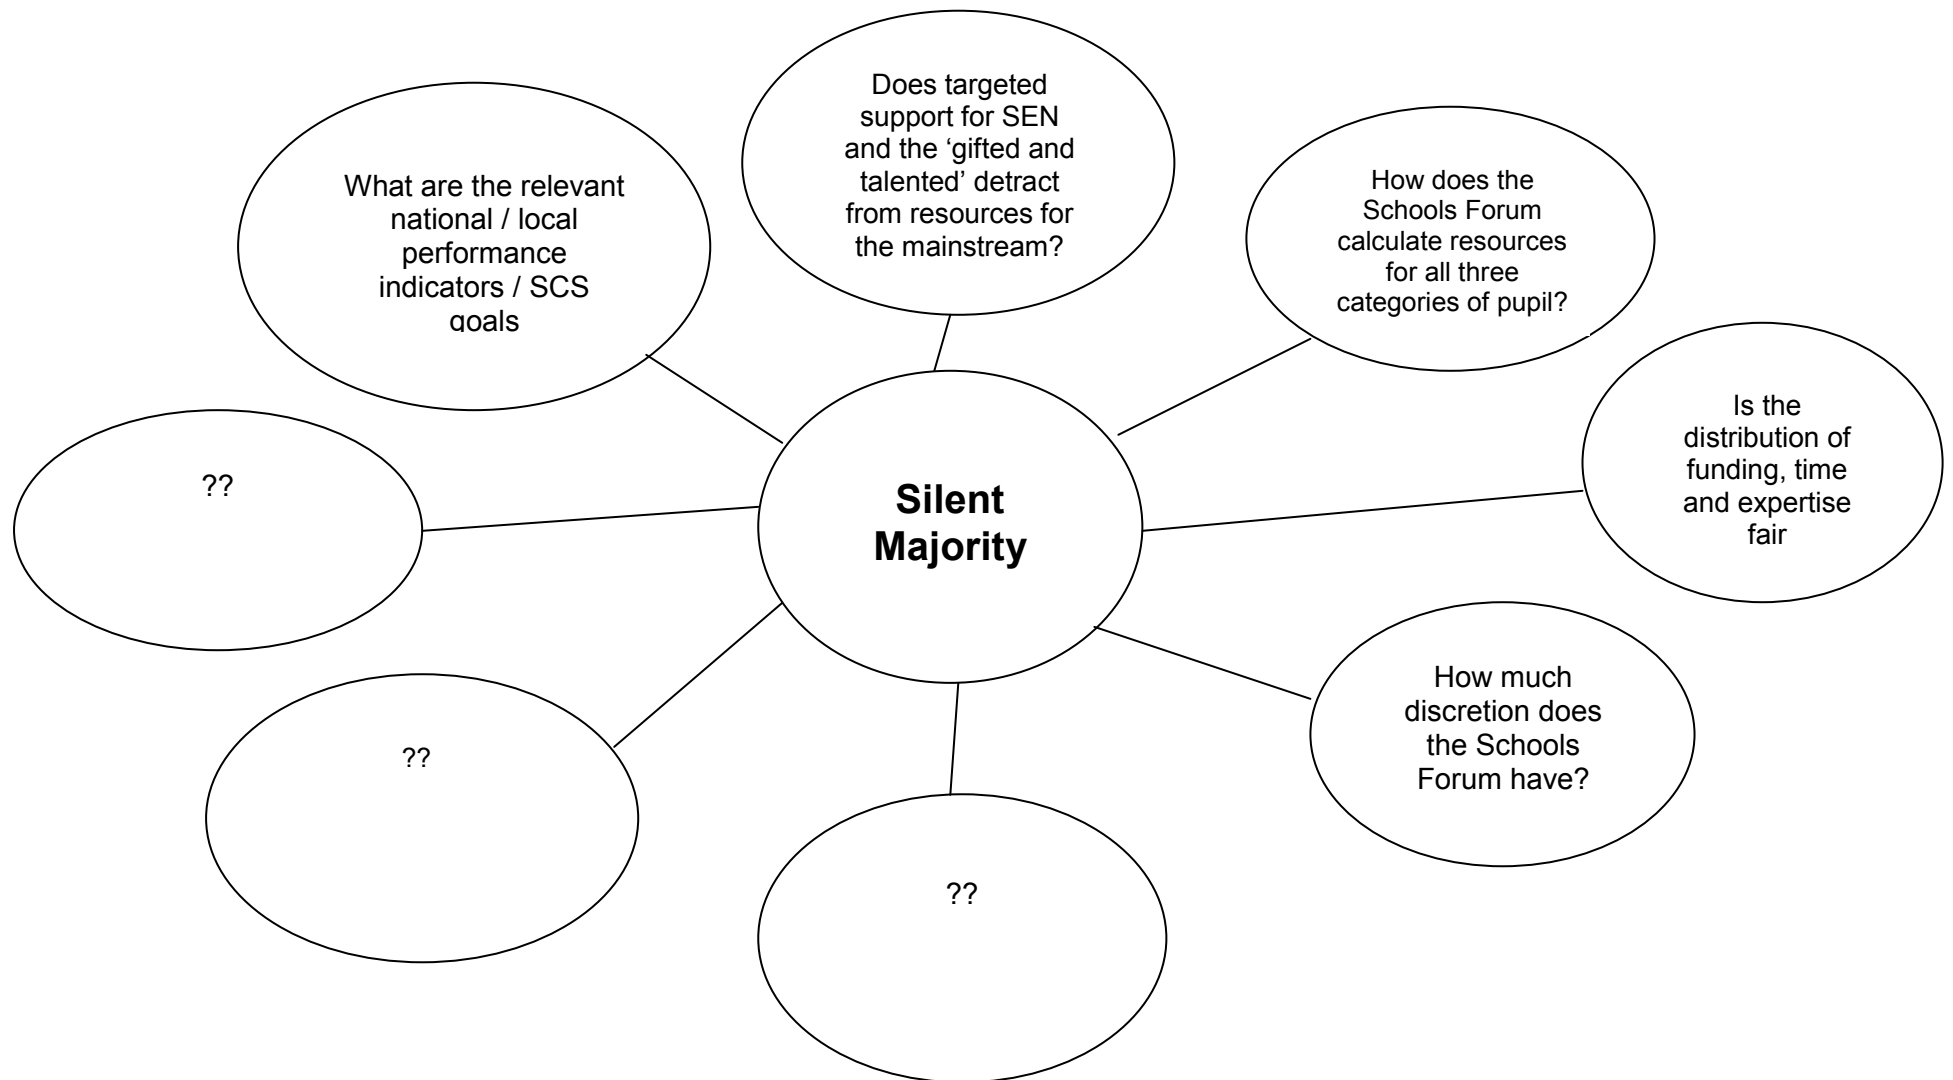 Does targeted
support for SEN
and the ‘gifted and
talented’ detract
from resources for
the mainstream?
What are the relevant
national / local
performance
indicators / SCS
goals
How does the
Schools Forum
calculate resources
for all three
categories of pupil?
Is the
distribution of
funding, time
and expertise
fair
Silent
Majority
??
How much
discretion does
the Schools
Forum have?
??
??